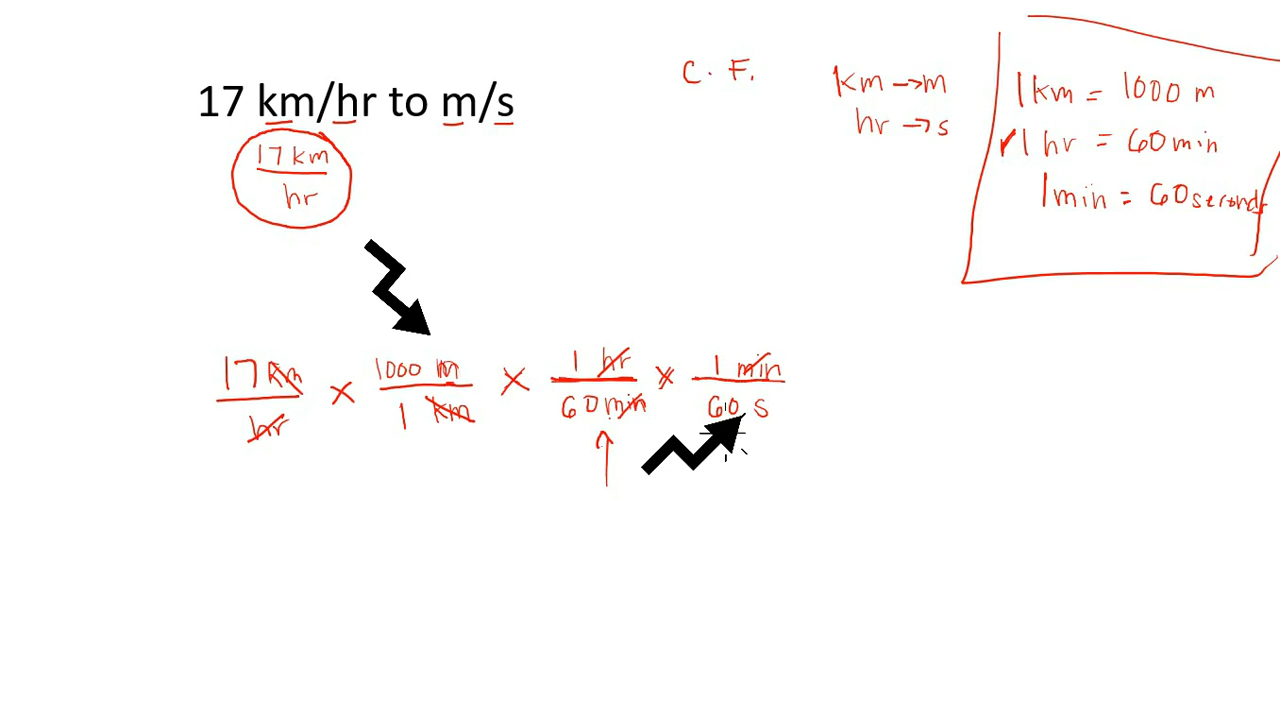 17 km/hr to m/s
17 km
hr
C. F.
km → m
hr → s
1 km = 1000 m
✓1 hr = 60 min
1 min = 60 seconds
17 km / hr × 1000 m / 1 km × 1 hr / 60 min × 1 min / 60 s